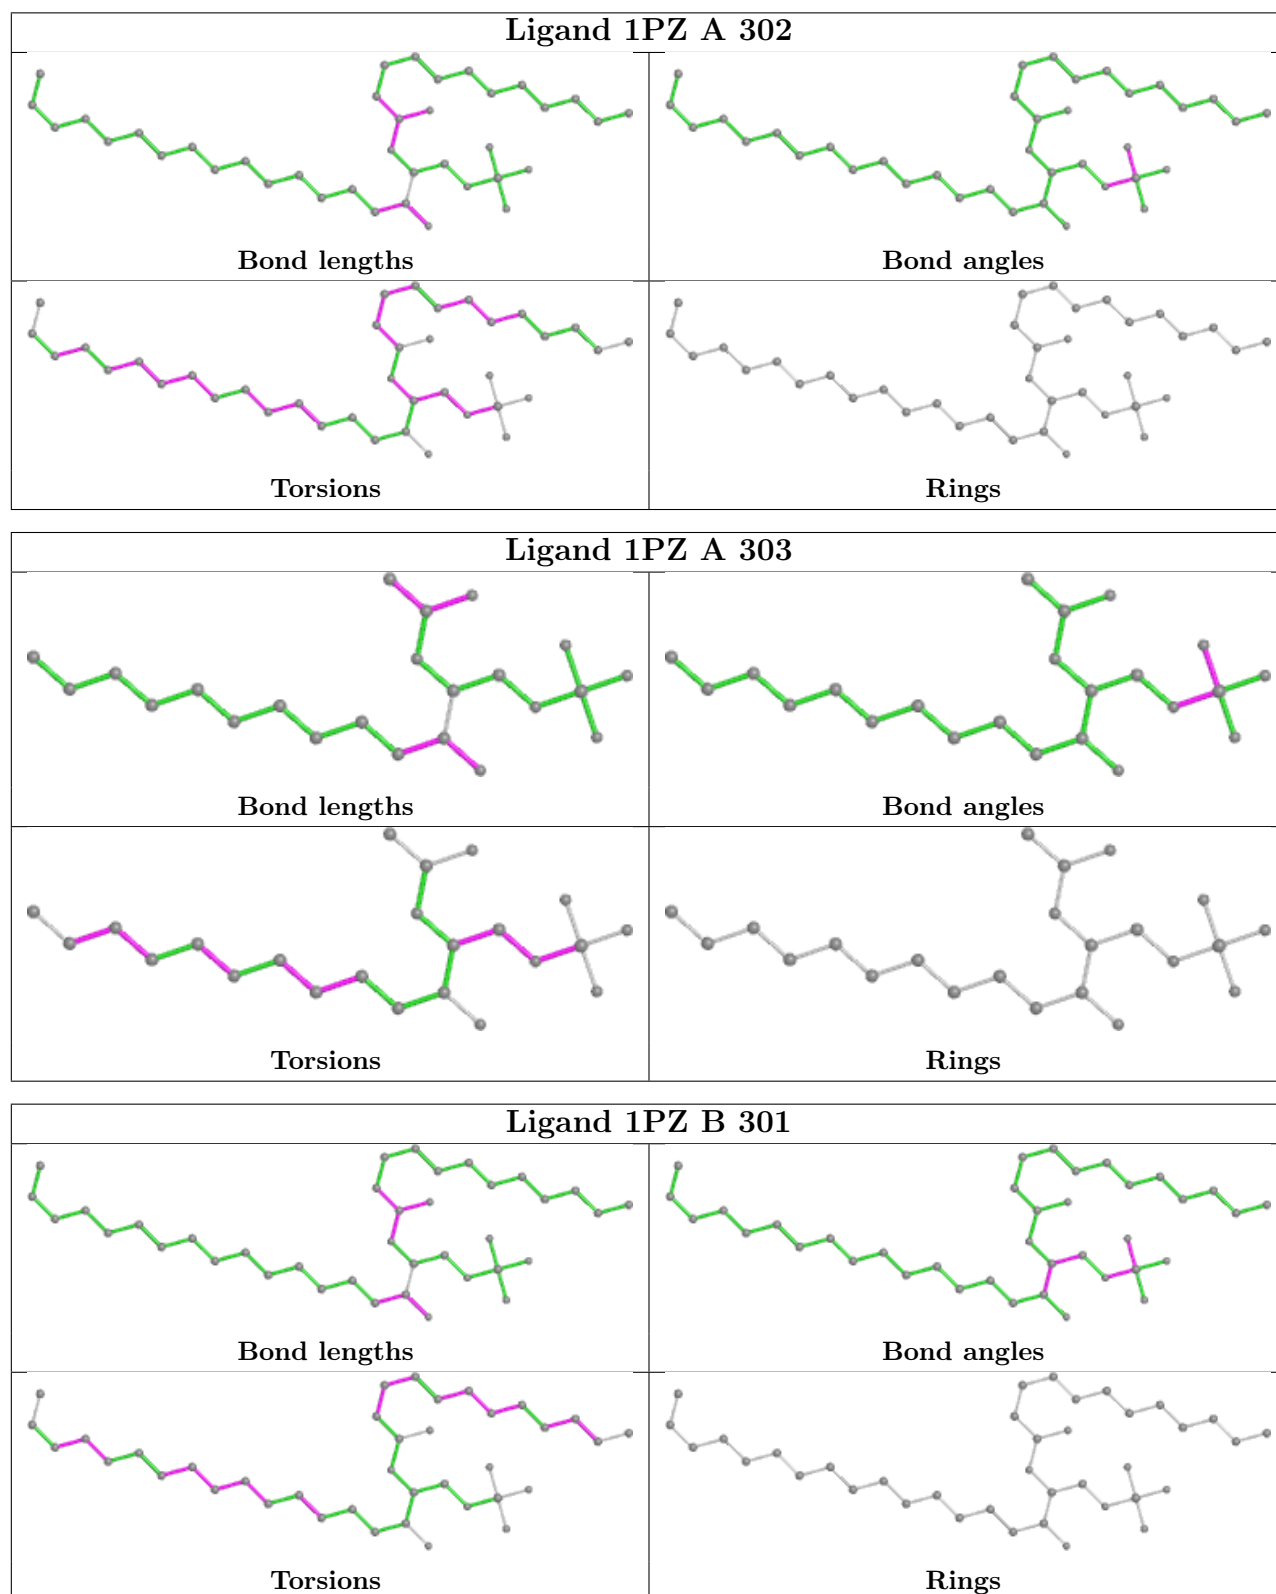 Ligand 1PZ A 302
Bond lengths
Bond angles
Torsions
Rings
Ligand 1PZ A 303
Bond lengths
Bond angles
Torsions
Rings
Ligand 1PZ B 301
Bond lengths
Bond angles
Torsions
Rings